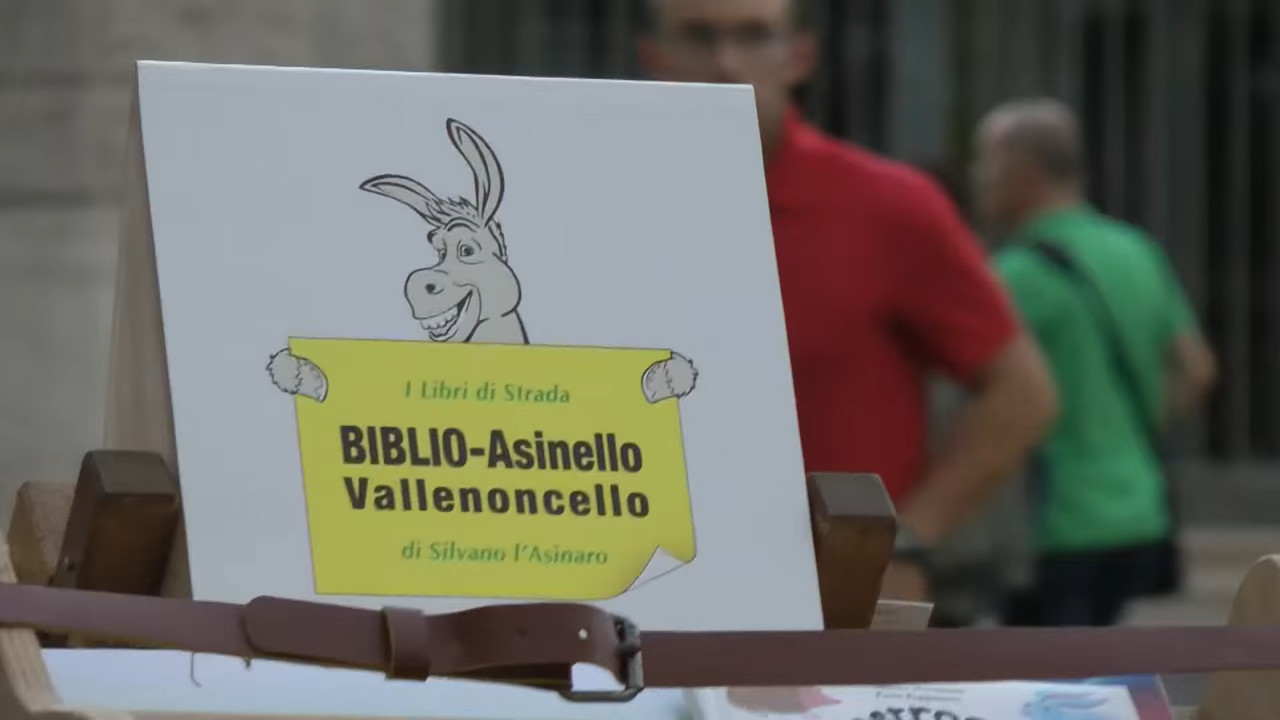 I Libri di Strada
BIBLIO-Asinello
Vallenoncello
di Silvano l'Asinaro